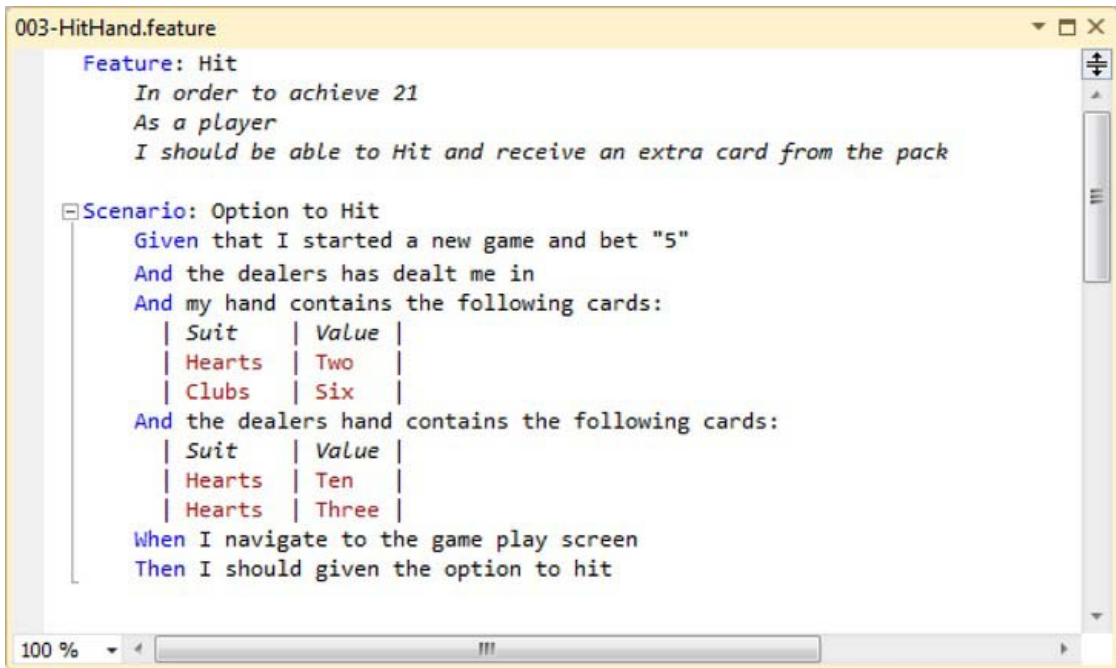 003-HitHand.feature
Feature: Hit
In order to achieve 21
As a player
I should be able to Hit and receive an extra card from the pack
Scenario: Option to Hit
Given that I started a new game and bet "5"
And the dealers has dealt me in
And my hand contains the following cards:
| Suit | Value |
| Hearts | Two |
| Clubs | Six |
And the dealers hand contains the following cards:
| Suit | Value |
| Hearts | Ten |
| Hearts | Three |
When I navigate to the game play screen
Then I should given the option to hit
100 %